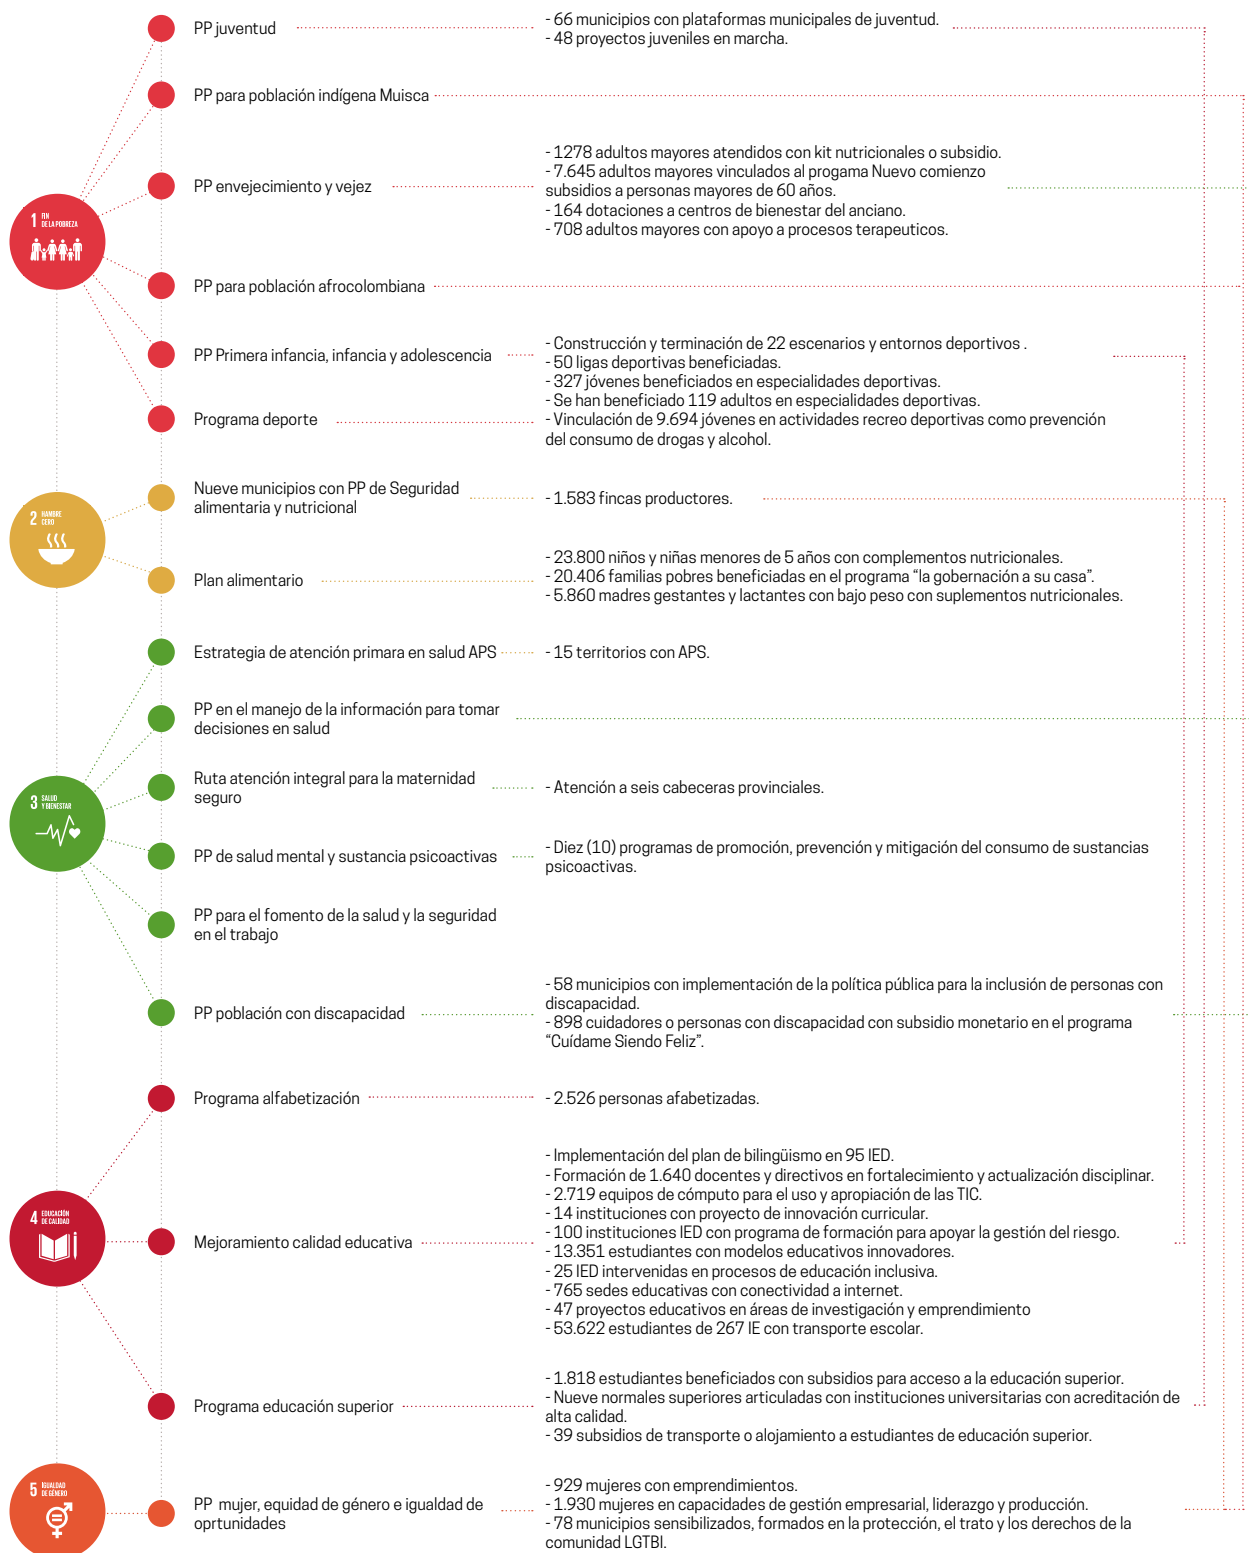 PP juventud
- 66 municipios con plataformas municipales de juventud.
- 48 proyectos juveniles en marcha.
PP para población indígena Muisca
1 FIN
DE LA POBREZA
PP envejecimiento y vejez
- 1278 adultos mayores atendidos con kit nutricionales o subsidio.
- 7.645 adultos mayores vinculados al progama Nuevo comienzo
subsidios a personas mayores de 60 años.
- 164 dotaciones a centros de bienestar del anciano.
- 708 adultos mayores con apoyo a procesos terapeuticos.
PP para población afrocolombiana
PP Primera infancia, infancia y adolescencia
Programa deporte
- Construcción y terminación de 22 escenarios y entornos deportivos .
- 50 ligas deportivas beneficiadas.
- 327 jóvenes beneficiados en especialidades deportivas.
- Se han beneficiado 119 adultos en especialidades deportivas.
- Vinculación de 9.694 jóvenes en actividades recreo deportivas como prevención
del consumo de drogas y alcohol.
2 HAMBRE
CERO
Nueve municipios con PP de Seguridad
alimentaria y nutricional
- 1.583 fincas productores.
Plan alimentario
- 23.800 niños y niñas menores de 5 años con complementos nutricionales.
- 20.406 familias pobres beneficiadas en el programa “la gobernación a su casa”.
- 5.860 madres gestantes y lactantes con bajo peso con suplementos nutricionales.
3 SALUD
Y BIENESTAR
Estrategia de atención primaria en salud APS
- 15 territorios con APS.
PP en el manejo de la información para tomar
decisiones en salud
Ruta atención integral para la maternidad
seguro
- Atención a seis cabeceras provinciales.
PP de salud mental y sustancia psicoactivas
- Diez (10) programas de promoción, prevención y mitigación del consumo de sustancias
psicoactivas.
PP para el fomento de la salud y la seguridad
en el trabajo
PP población con discapacidad
- 58 municipios con implementación de la política pública para la inclusión de personas con
discapacidad.
- 898 cuidadores o personas con discapacidad con subsidio monetario en el programa
“Cuídame Siendo Feliz”.
4 EDUCACIÓN
DE CALIDAD
Programa alfabetización
- 2.526 personas afabetizadas.
Mejoramiento calidad educativa
- Implementación del plan de bilingüismo en 95 IED.
- Formación de 1.640 docentes y directivos en fortalecimiento y actualización disciplinar.
- 2.719 equipos de cómputo para el uso y apropiación de las TIC.
- 14 instituciones con proyecto de innovación curricular.
- 100 instituciones IED con programa de formación para apoyar la gestión del riesgo.
- 13.351 estudiantes con modelos educativos innovadores.
- 25 IED intervenidas en procesos de educación inclusiva.
- 765 sedes educativas con conectividad a internet.
- 47 proyectos educativos en áreas de investigación y emprendimiento
- 53.622 estudiantes de 267 IE con transporte escolar.
Programa educación superior
- 1.818 estudiantes beneficiados con subsidios para acceso a la educación superior.
- Nueve normales superiores articuladas con instituciones universitarias con acreditación de
alta calidad.
- 39 subsidios de transporte o alojamiento a estudiantes de educación superior.
5 IGUALDAD
DE GÉNERO
PP mujer, equidad de género e igualdad de
oprtunidades
- 929 mujeres con emprendimientos.
- 1.930 mujeres en capacidades de gestión empresarial, liderazgo y producción.
- 78 municipios sensibilizados, formados en la protección, el trato y los derechos de la
comunidad LGTBI.